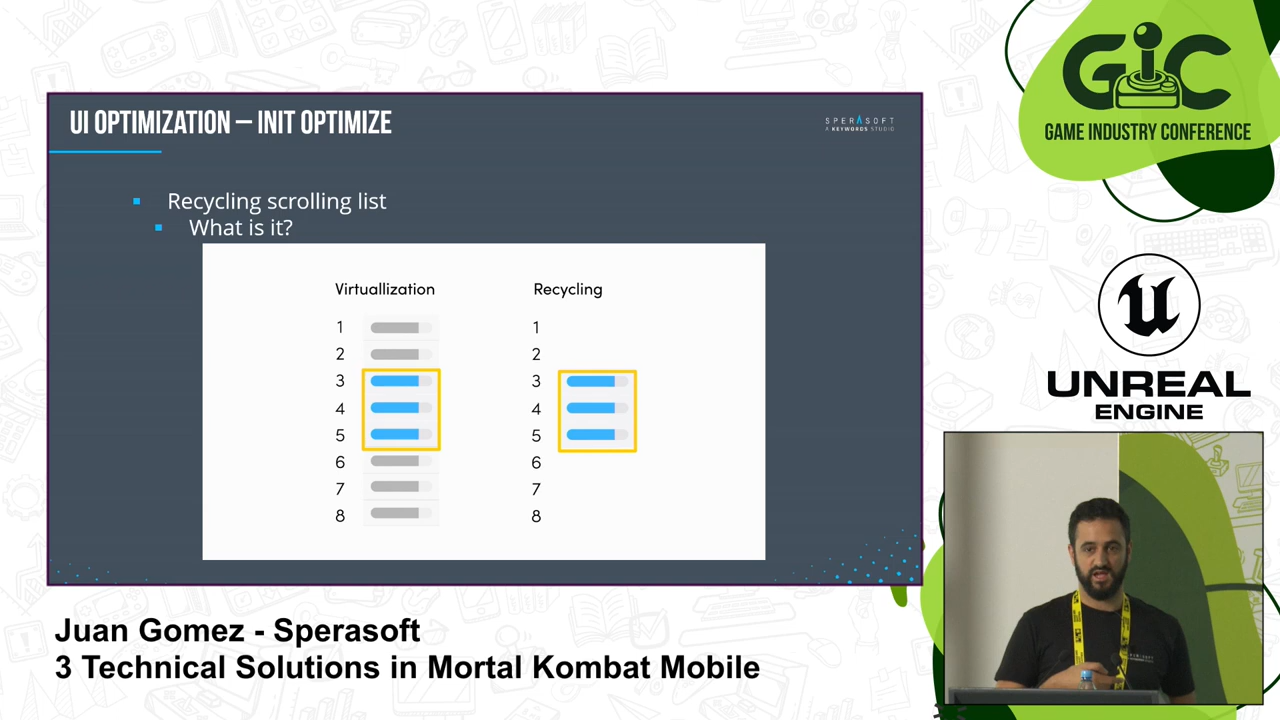 UI OPTIMIZATION – INIT OPTIMIZE
SPERASOFT
A KEYWORDS STUDIO
Recycling scrolling list
What is it?
Virtuallization
Recycling
1
2
3
4
5
6
7
8
1
2
3
4
5
6
7
8
GIC
GAME INDUSTRY CONFERENCE
UNREAL
ENGINE
Juan Gomez - Sperasoft
3 Technical Solutions in Mortal Kombat Mobile